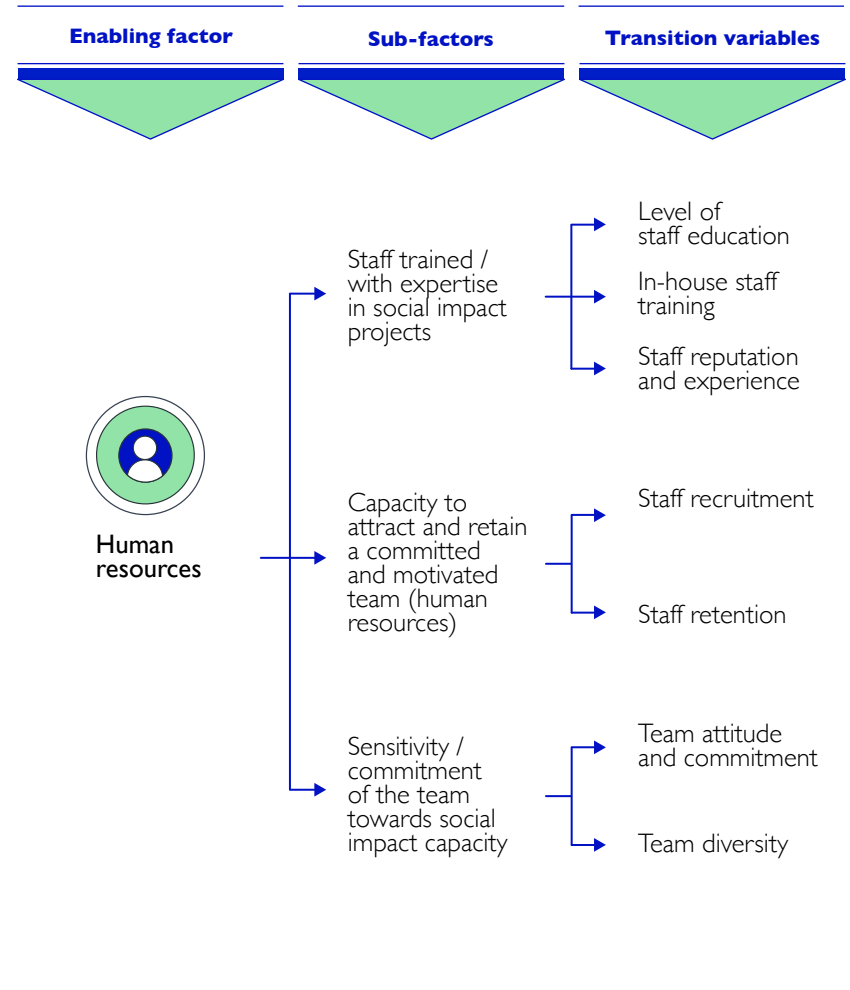 Enabling factor
Sub-factors
Transition variables
Human
resources
Staff trained /
with expertise
in social impact
projects
Level of
staff education
In-house staff
training
Staff reputation
and experience
Capacity to
attract and retain
a committed
and motivated
team (human
resources)
Staff recruitment
Staff retention
Sensitivity /
commitment
of the team
towards social
impact capacity
Team attitude
and commitment
Team diversity